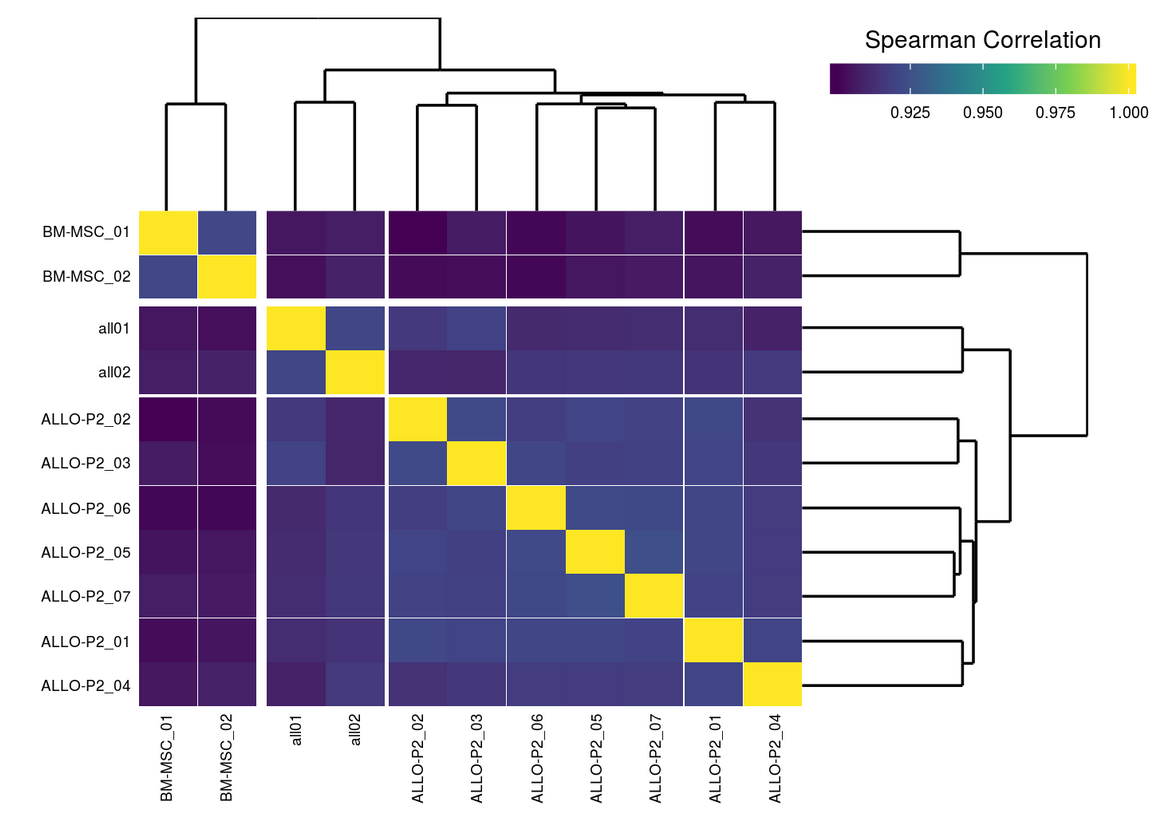 Spearman Correlation
0.925 0.950 0.975 1.000
BM-MSC_01
BM-MSC_02
all01
all02
ALLO-P2_02
ALLO-P2_03
ALLO-P2_06
ALLO-P2_05
ALLO-P2_07
ALLO-P2_01
ALLO-P2_04
BM-MSC_01
BM-MSC_02
all01
all02
ALLO-P2_02
ALLO-P2_03
ALLO-P2_06
ALLO-P2_05
ALLO-P2_07
ALLO-P2_01
ALLO-P2_04